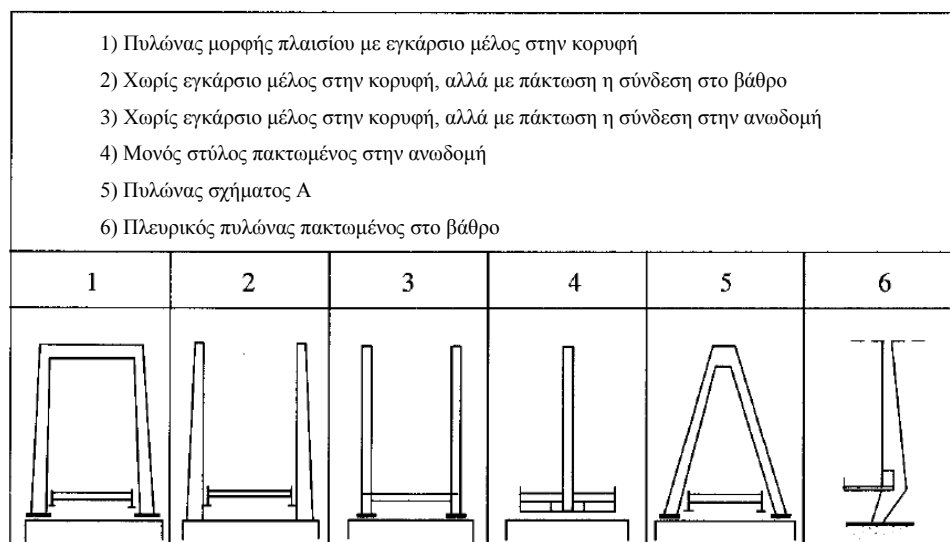 1) Πυλώνας μορφής πλαισίου με εγκάρσιο μέλος στην κορυφή
2) Χωρίς εγκάρσιο μέλος στην κορυφή, αλλά με πάκτωση η σύνδεση στο βάθρο
3) Χωρίς εγκάρσιο μέλος στην κορυφή, αλλά με πάκτωση η σύνδεση στην ανωδομή
4) Μονός στύλος πακτωμένος στην ανωδομή
5) Πυλώνας σχήματος Α
6) Πλευρικός πυλώνας πακτωμένος στο βάθρο
1 2 3 4 5 6